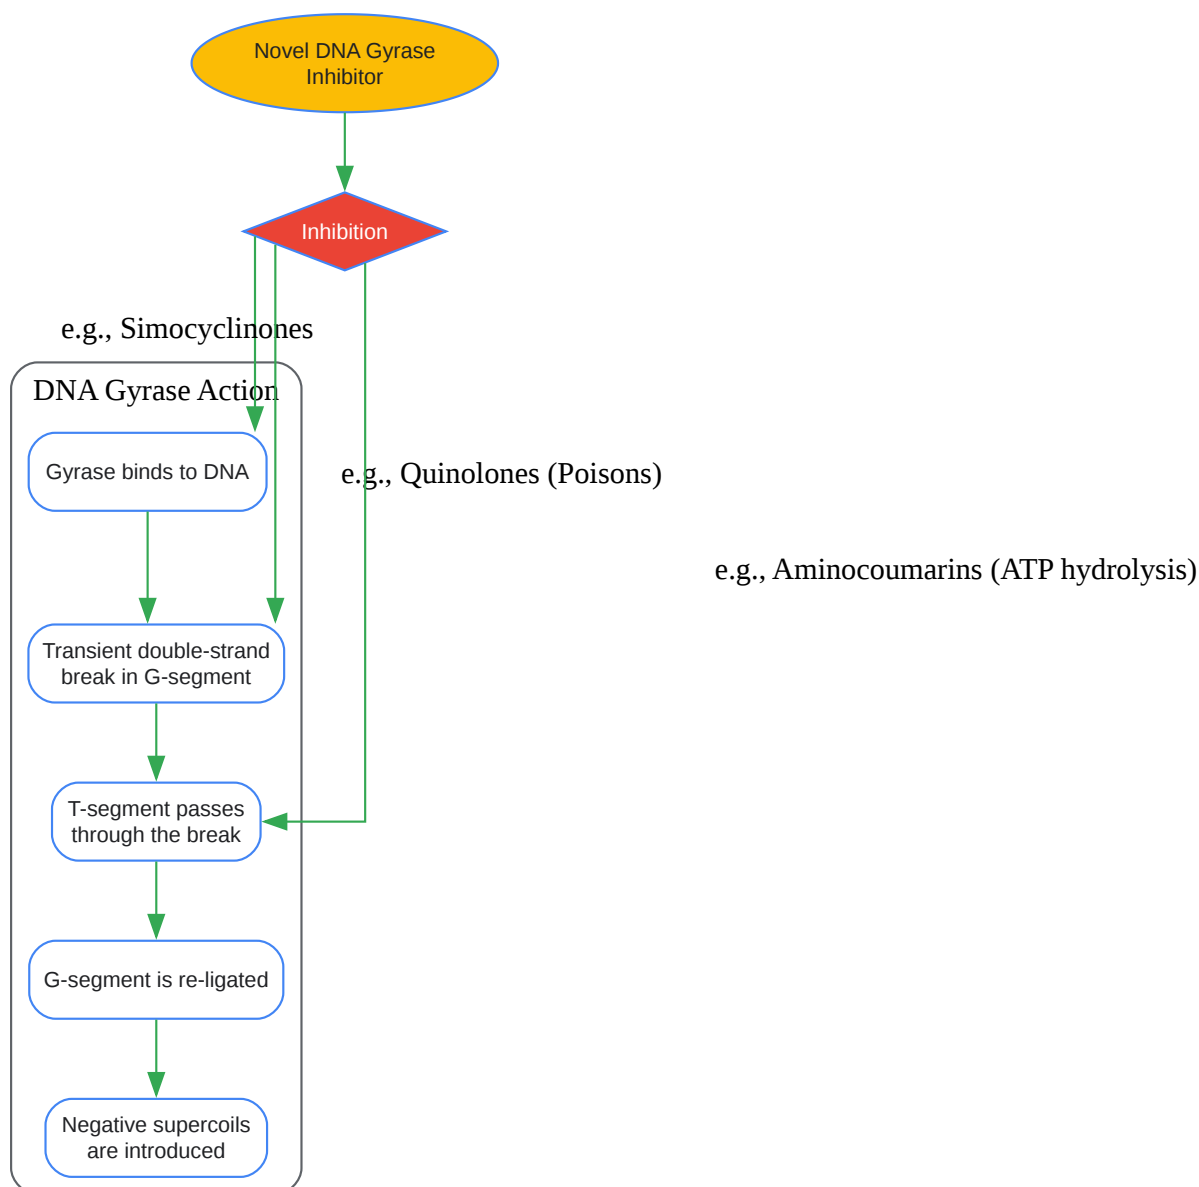 Novel DNA Gyrase
Inhibitor
Inhibition
e.g., Simocyclinones
DNA Gyrase Action
Gyrase binds to DNA
e.g., Quinolones (Poisons)
e.g., Aminocoumarins (ATP hydrolysis)
Transient double-strand
break in G-segment
T-segment passes
through the break
G-segment is re-ligated
Negative supercoils
are introduced